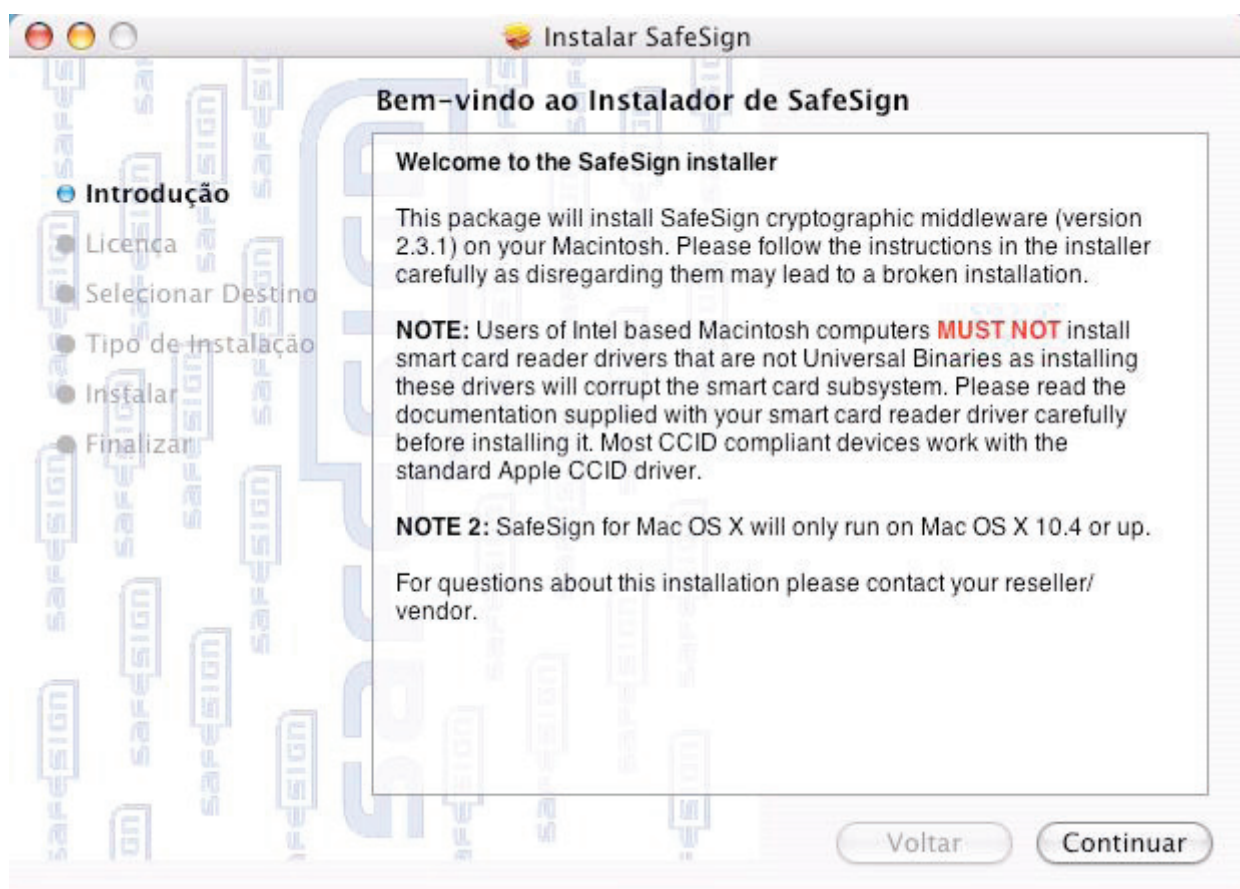 Instalar SafeSign
Bem-vindo ao Instalador de SafeSign
Introdução
Licença
Selecionar Destino
Tipo de Instalação
Instalar
Finalizar
Welcome to the SafeSign installer
This package will install SafeSign cryptographic middleware (version
2.3.1) on your Macintosh. Please follow the instructions in the installer
carefully as disregarding them may lead to a broken installation.
NOTE: Users of Intel based Macintosh computers MUST NOT install
smart card reader drivers that are not Universal Binaries as installing
these drivers will corrupt the smart card subsystem. Please read the
documentation supplied with your smart card reader driver carefully
before installing it. Most CCID compliant devices work with the
standard Apple CCID driver.
NOTE 2: SafeSign for Mac OS X will only run on Mac OS X 10.4 or up.
For questions about this installation please contact your reseller/
vendor.
Voltar
Continuar